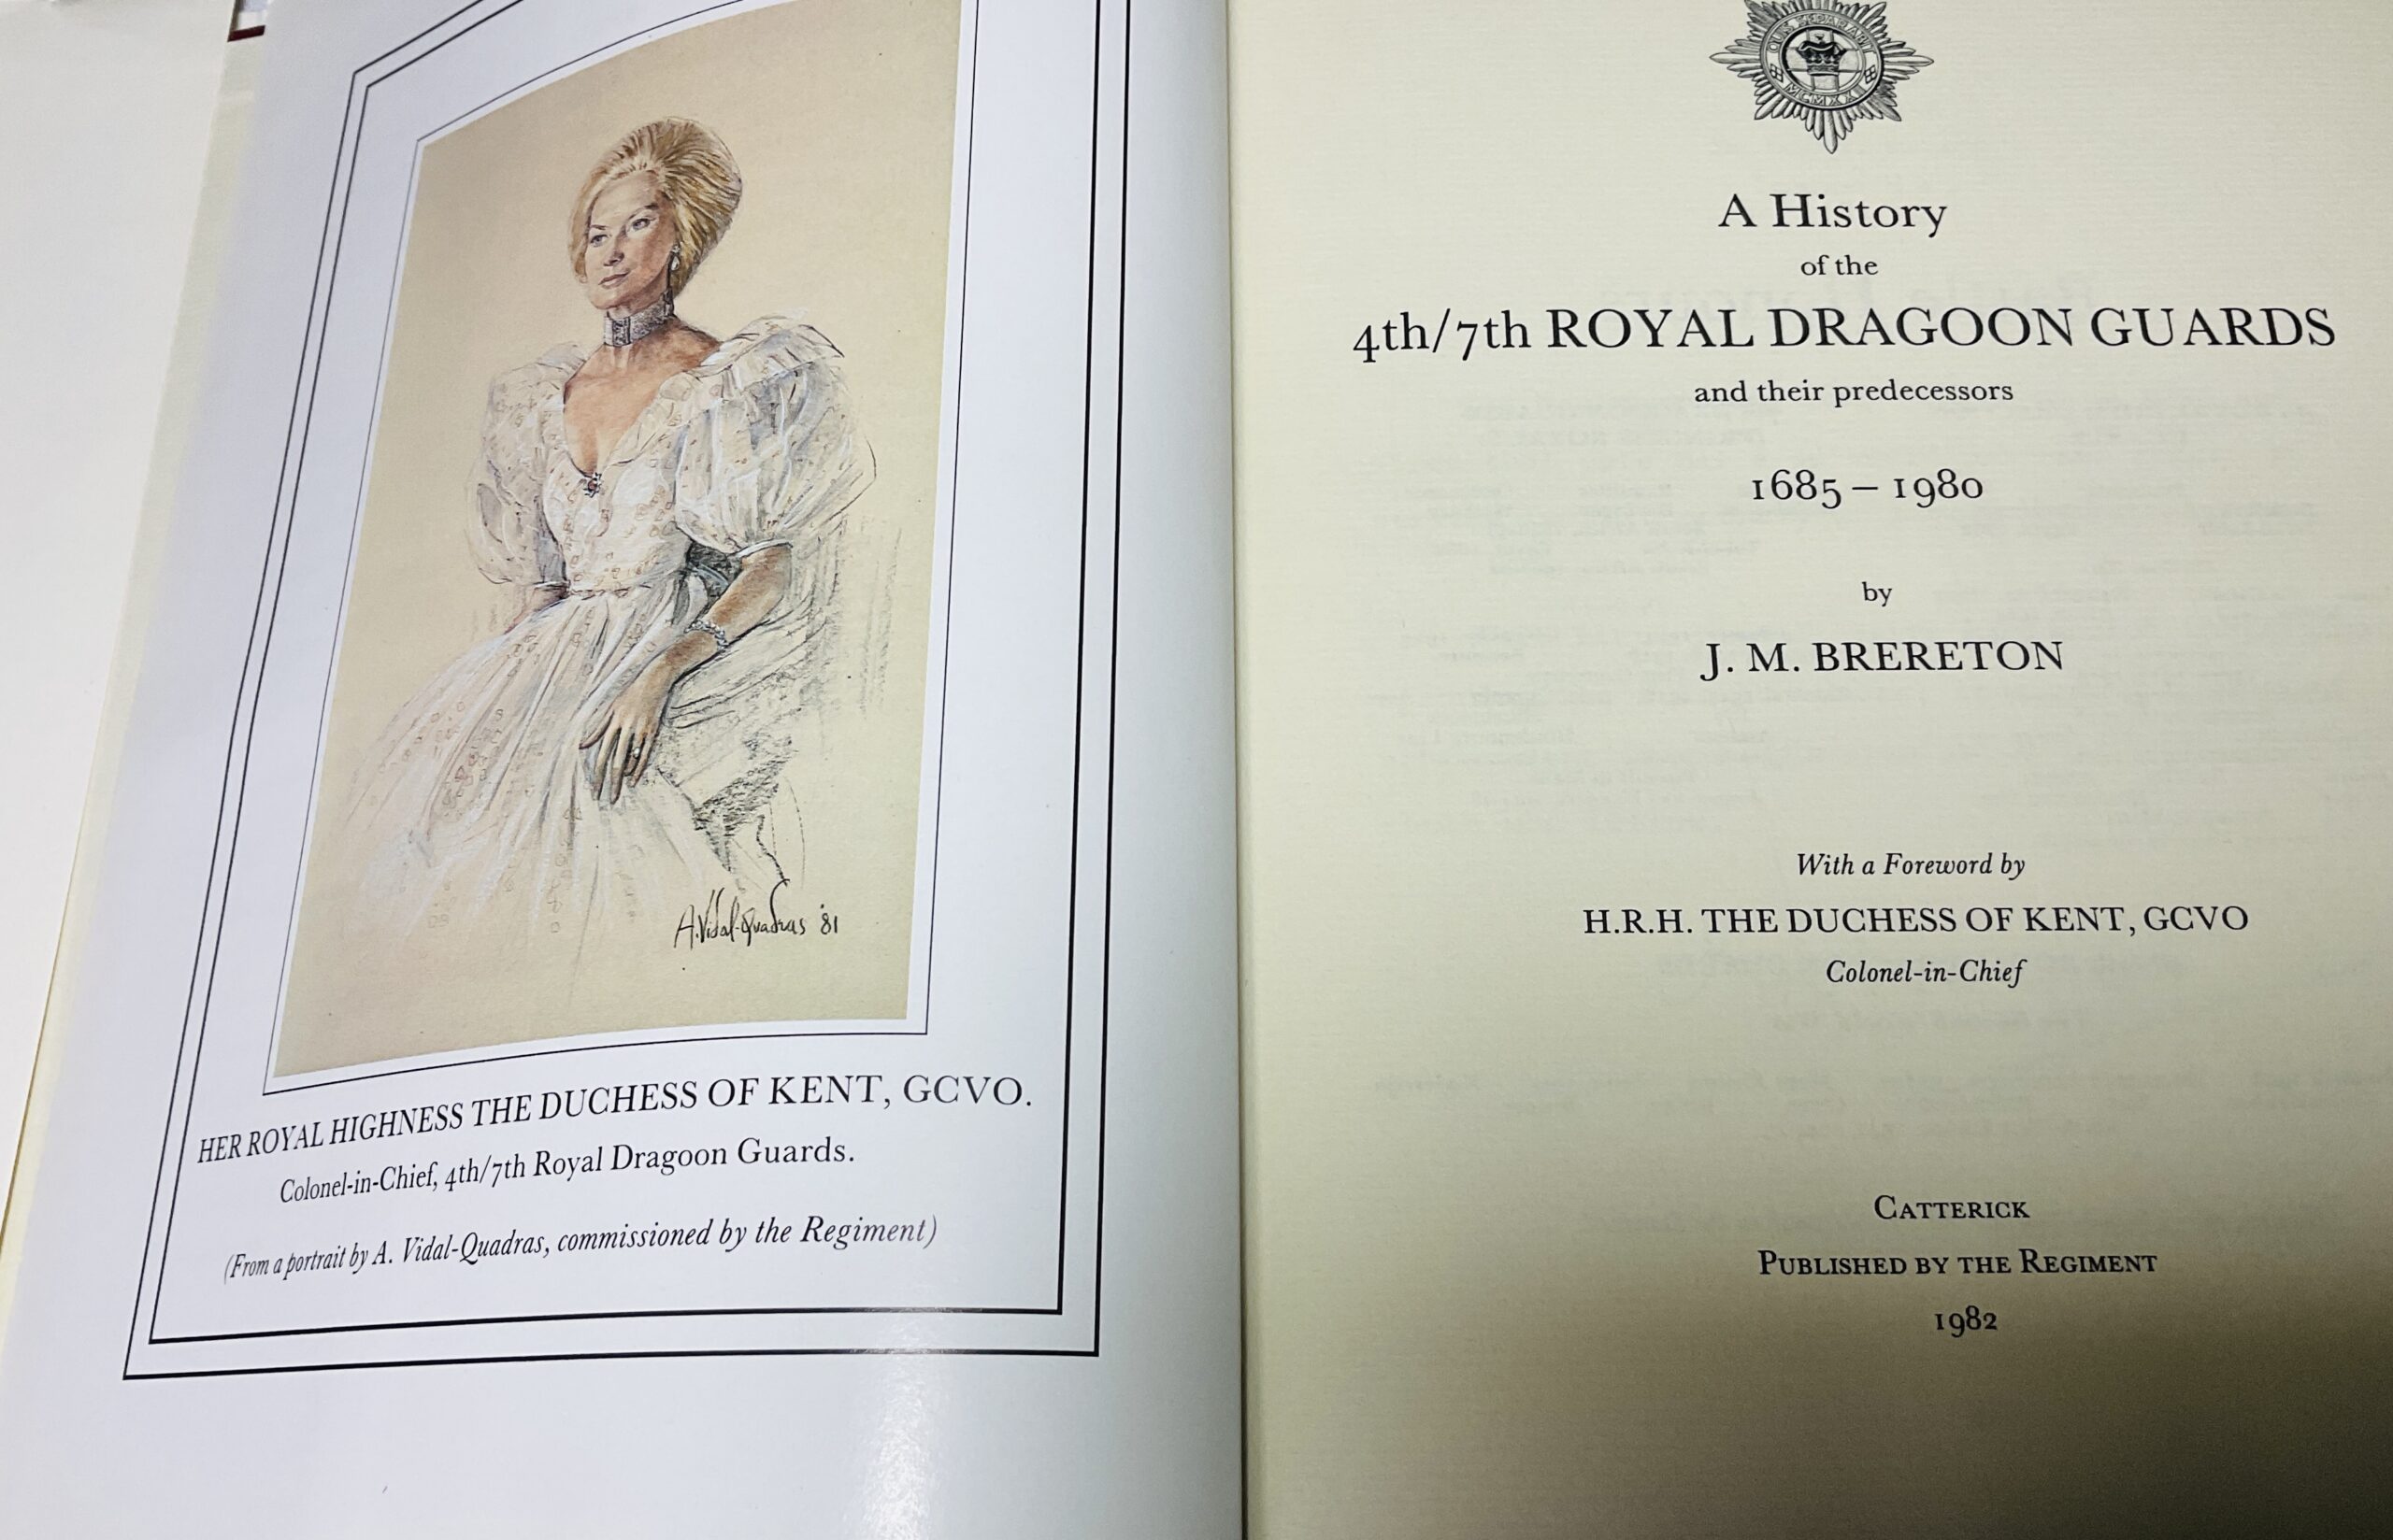 A.Vidal-Quadras '81
HER ROYAL HIGHNESS THE DUCHESS OF KENT, GCVO.
Colonel-in-Chief, 4th/7th Royal Dragoon Guards.
(From a portrait by A. Vidal-Quadras, commissioned by the Regiment)
QUIS SEPARABIT
MCMXXII
A History
of the
4th/7th ROYAL DRAGOON GUARDS
and their predecessors
1685 – 1980
by
J. M. BRERETON
With a Foreword by
H.R.H. THE DUCHESS OF KENT, GCVO
Colonel-in-Chief
CATTERICK
PUBLISHED BY THE REGIMENT
1982